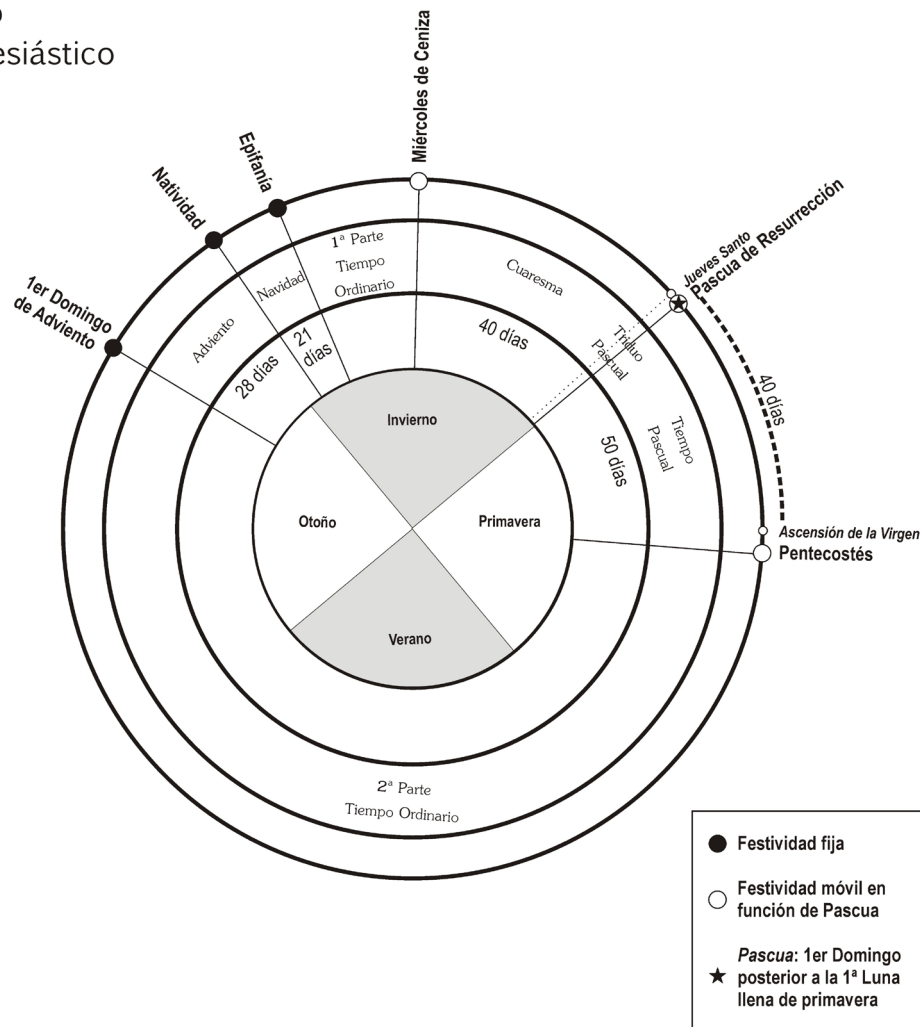 esiástico
Miércoles de Ceniza
Epifanía
Natividad
1er Domingo
de Adviento
Jueves Santo
Pascua de Resurrección
1ª Parte
Tiempo
Ordinario
Navidad
Adviento
Cuaresma
21
días
28 días
40 días
Triduo
Pascual
Tiempo
Pascual
50 días
40 días
Invierno
Otoño
Primavera
Verano
Ascensión de la Virgen
Pentecostés
2ª Parte
Tiempo Ordinario
Festividad fija
Festividad móvil en
función de Pascua
Pascua: 1er Domingo
posterior a la 1ª Luna
llena de primavera